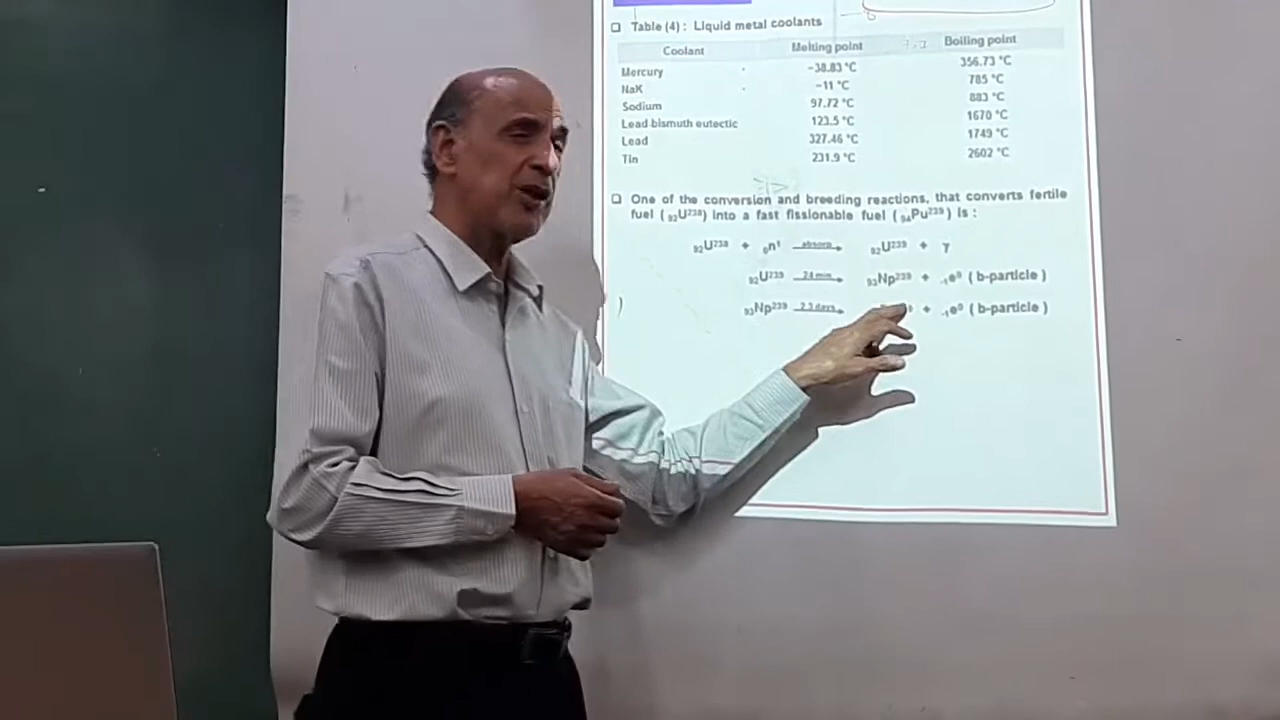 ❑ Table (4) : Liquid metal coolants
Coolant Melting point Boiling point
Mercury −38.83 °C 356.73 °C
NaK −11 °C 785 °C
Sodium 97.72 °C 883 °C
Lead-bismuth eutectic 123.5 °C 1670 °C
Lead 327.46 °C 1749 °C
Tin 231.9 °C 2602 °C
❑ One of the conversion and breeding reactions, that converts fertile
fuel ( ₉₂U²³⁸) into a fast fissionable fuel ( ₉₄Pu²³⁹ ) is :
₉₂U²³⁸ + ₀n¹ absorp. ₉₂U²³⁹ + γ
₉₂U²³⁹ 24 min ₉₃Np²³⁹ + ₋₁e⁰ ( b-particle )
₉₃Np²³⁹ 2.3 days + ₋₁e⁰ ( b-particle )